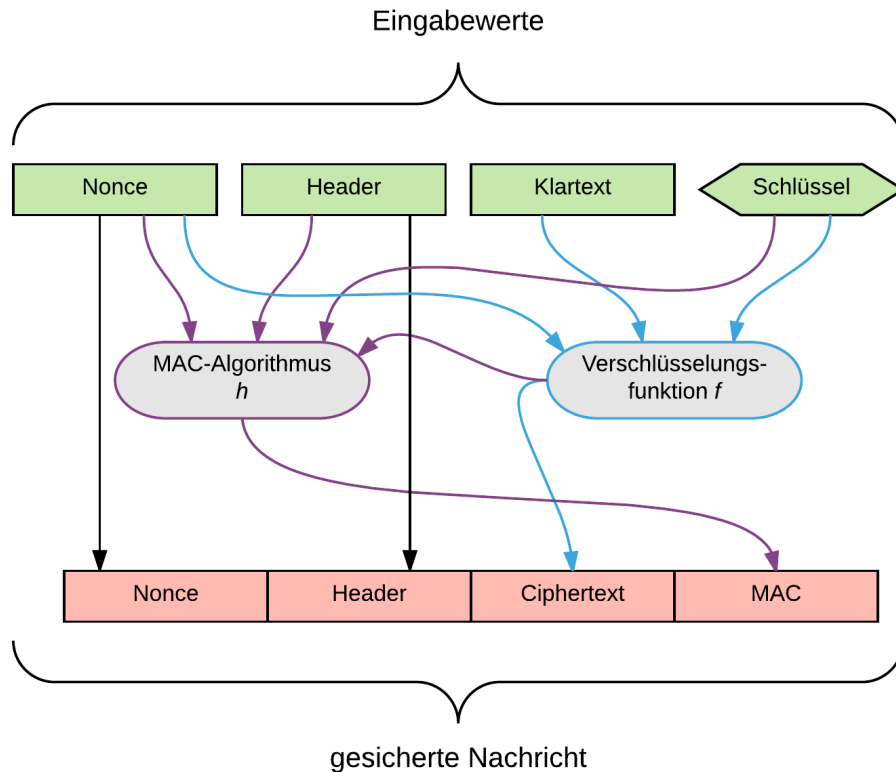 Eingabewerte
Nonce
Header
Klartext
Schlüssel
MAC-Algorithmus
h
Verschlüsselungs-
funktion f
Nonce
Header
Ciphertext
MAC
gesicherte Nachricht